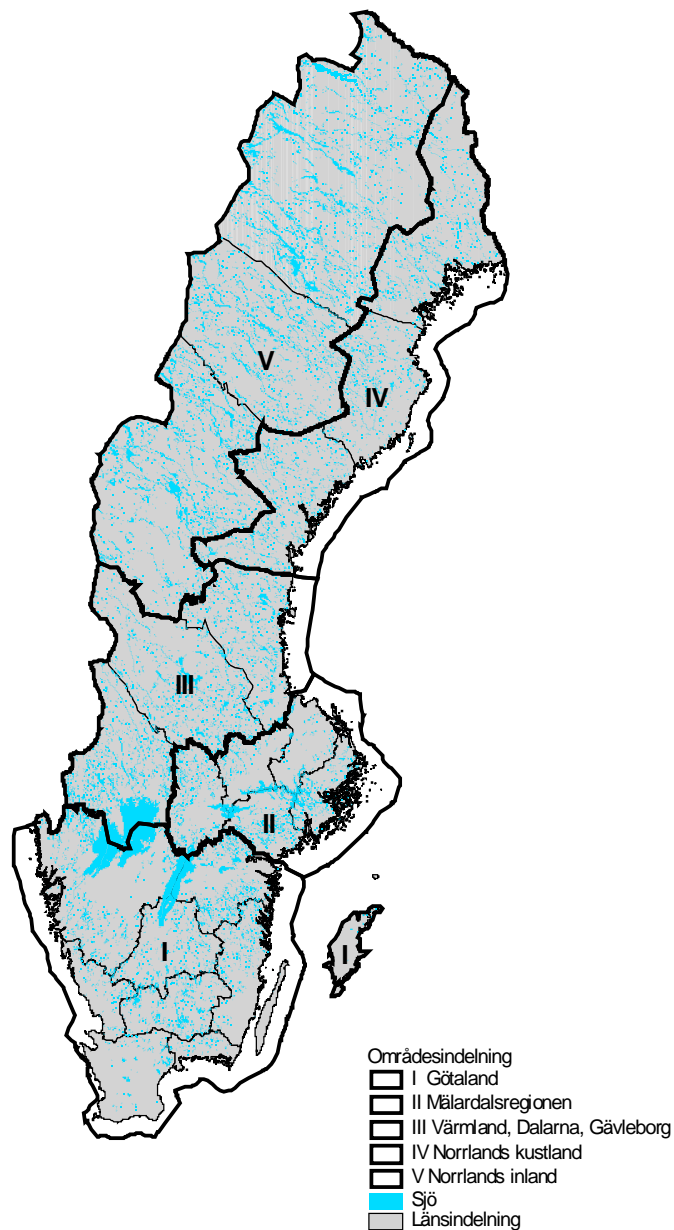 V
IV
III
II
I
I
Områdesindelning
I Götaland
II Mälardalsregionen
III Värmland, Dalarna, Gävleborg
IV Norrlands kustland
V Norrlands inland
Sjö
Länsindelning